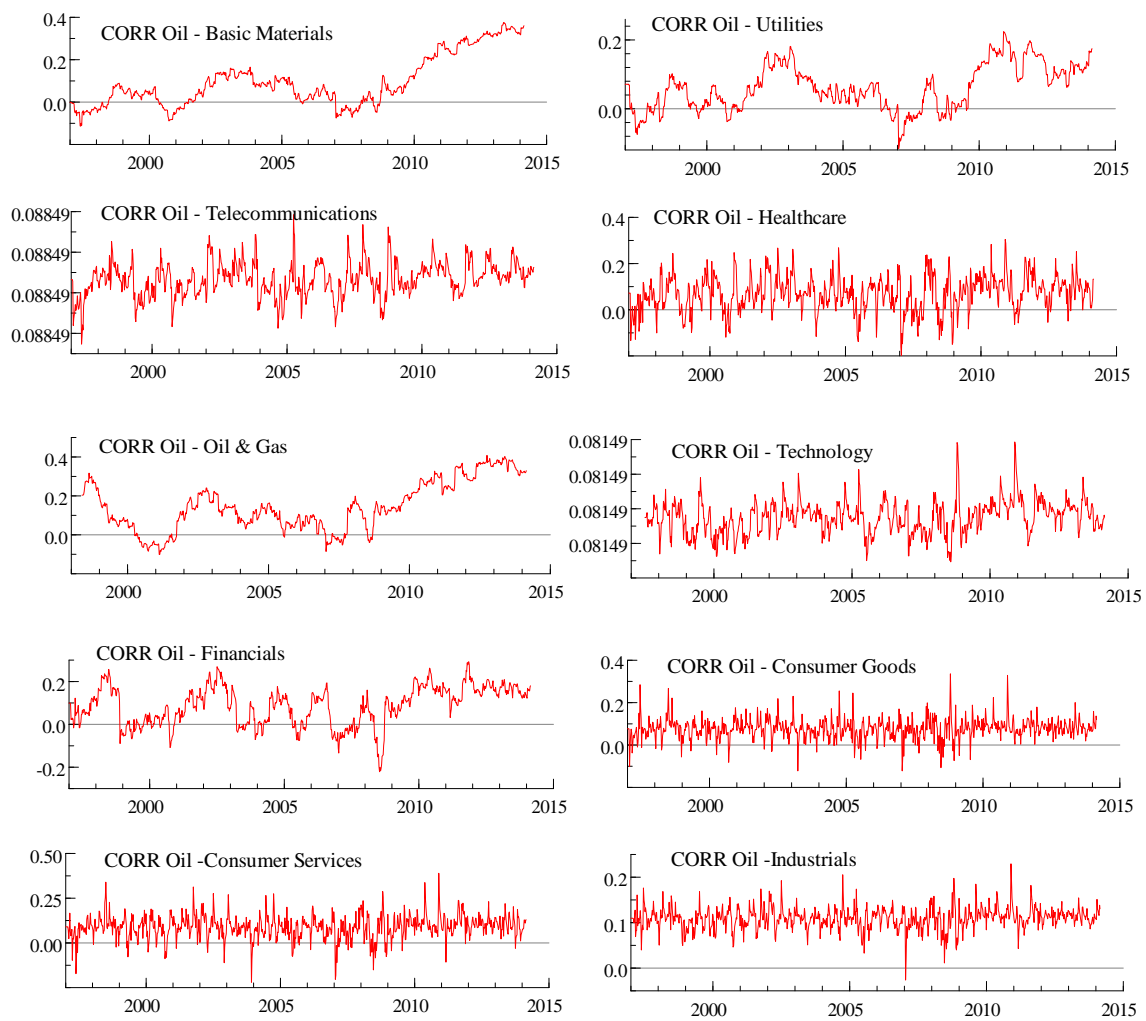 CORR Oil - Basic Materials
0.4
0.2
0.0
2000 2005 2010 2015
CORR Oil - Utilities
0.2
0.0
2000 2005 2010 2015
CORR Oil - Telecommunications
0.08849
0.08849
0.08849
0.08849
2000 2005 2010 2015
CORR Oil - Healthcare
0.4
0.2
0.0
2000 2005 2010 2015
CORR Oil - Oil & Gas
0.4
0.2
0.0
2000 2005 2010 2015
CORR Oil - Technology
0.08149
0.08149
0.08149
0.08149
2000 2005 2010 2015
CORR Oil - Financials
0.2
0.0
-0.2
2000 2005 2010 2015
CORR Oil - Consumer Goods
0.4
0.2
0.0
2000 2005 2010 2015
CORR Oil -Consumer Services
0.50
0.25
0.00
2000 2005 2010 2015
CORR Oil -Industrials
0.2
0.1
0.0
2000 2005 2010 2015